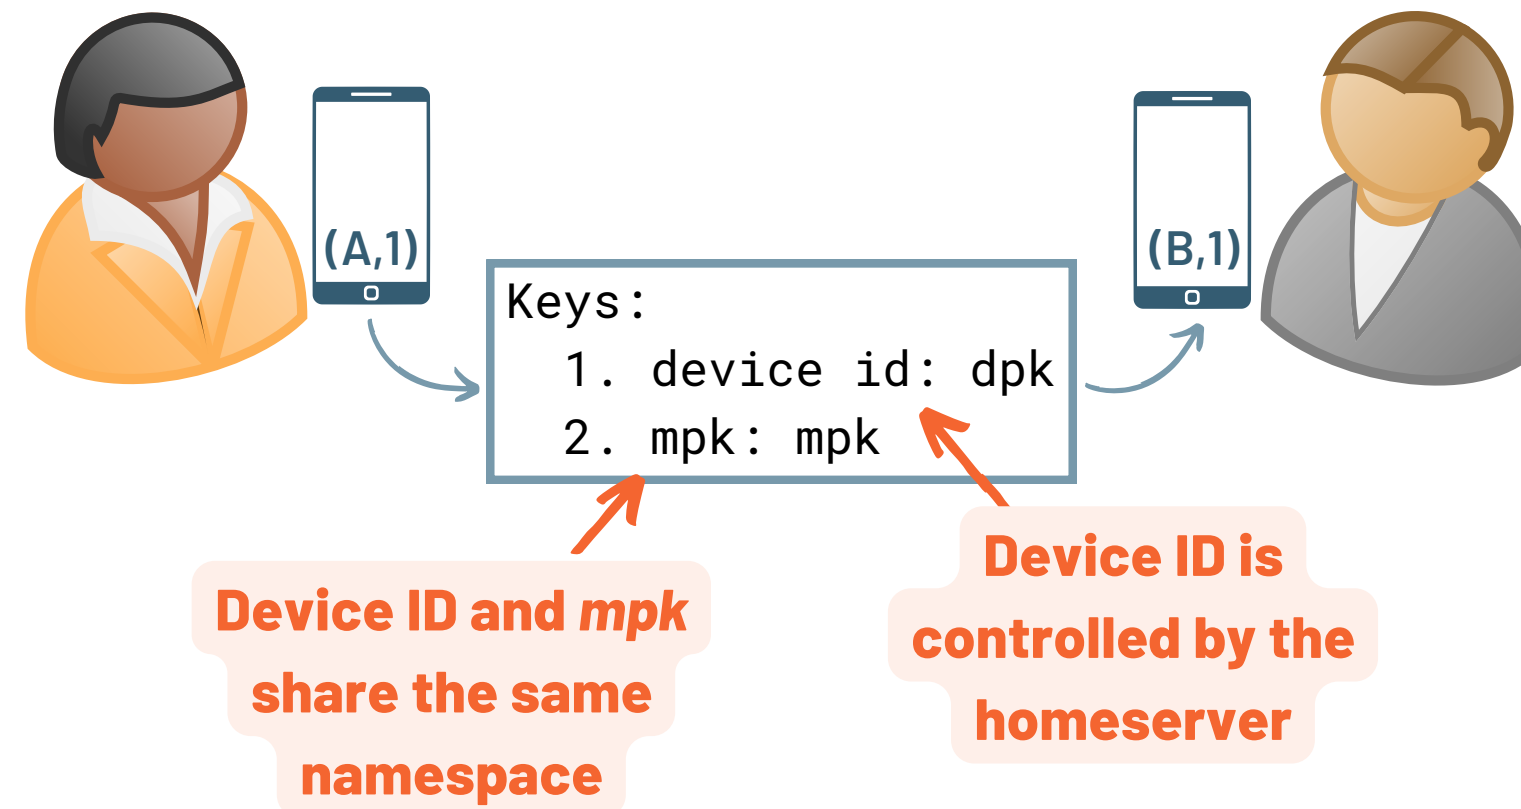 (A,1)
(B,1)
Keys:
1. device id: dpk
2. mpk: mpk
Device ID and mpk
share the same
namespace
Device ID is
controlled by the
homeserver